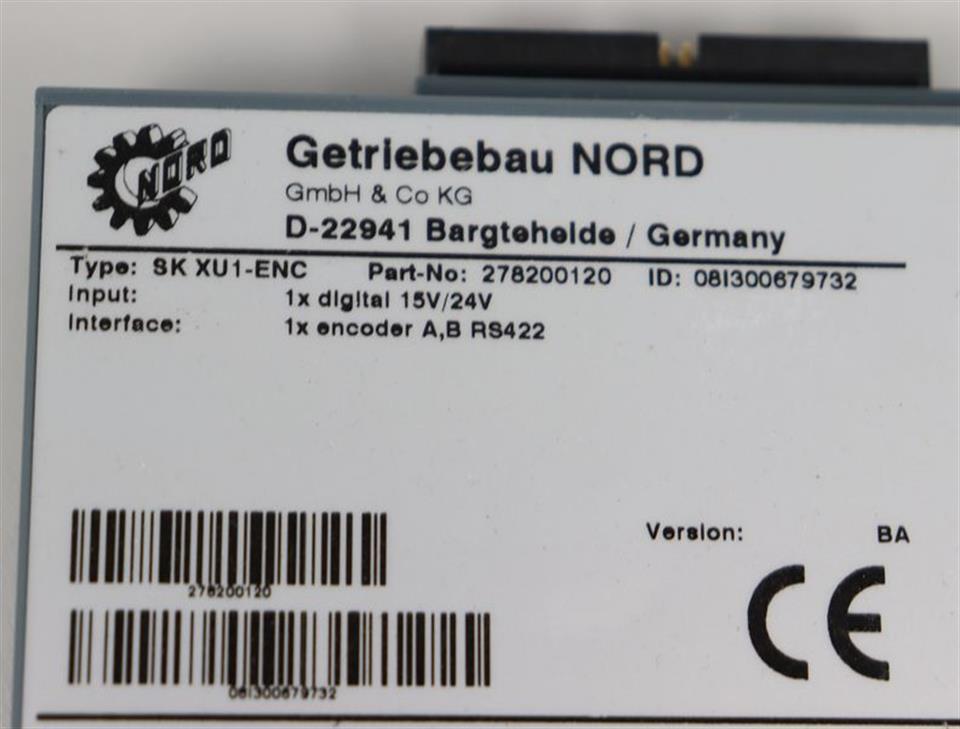 NORD
Getriebebau NORD
GmbH & Co KG
D-22941 Bargteheide / Germany
Type: SK XU1-ENC Part-No: 278200120 ID: 08I300679732
Input: 1x digital 15V/24V
Interface: 1x encoder A,B RS422
278200120
08I300679732
Version: BA
CE